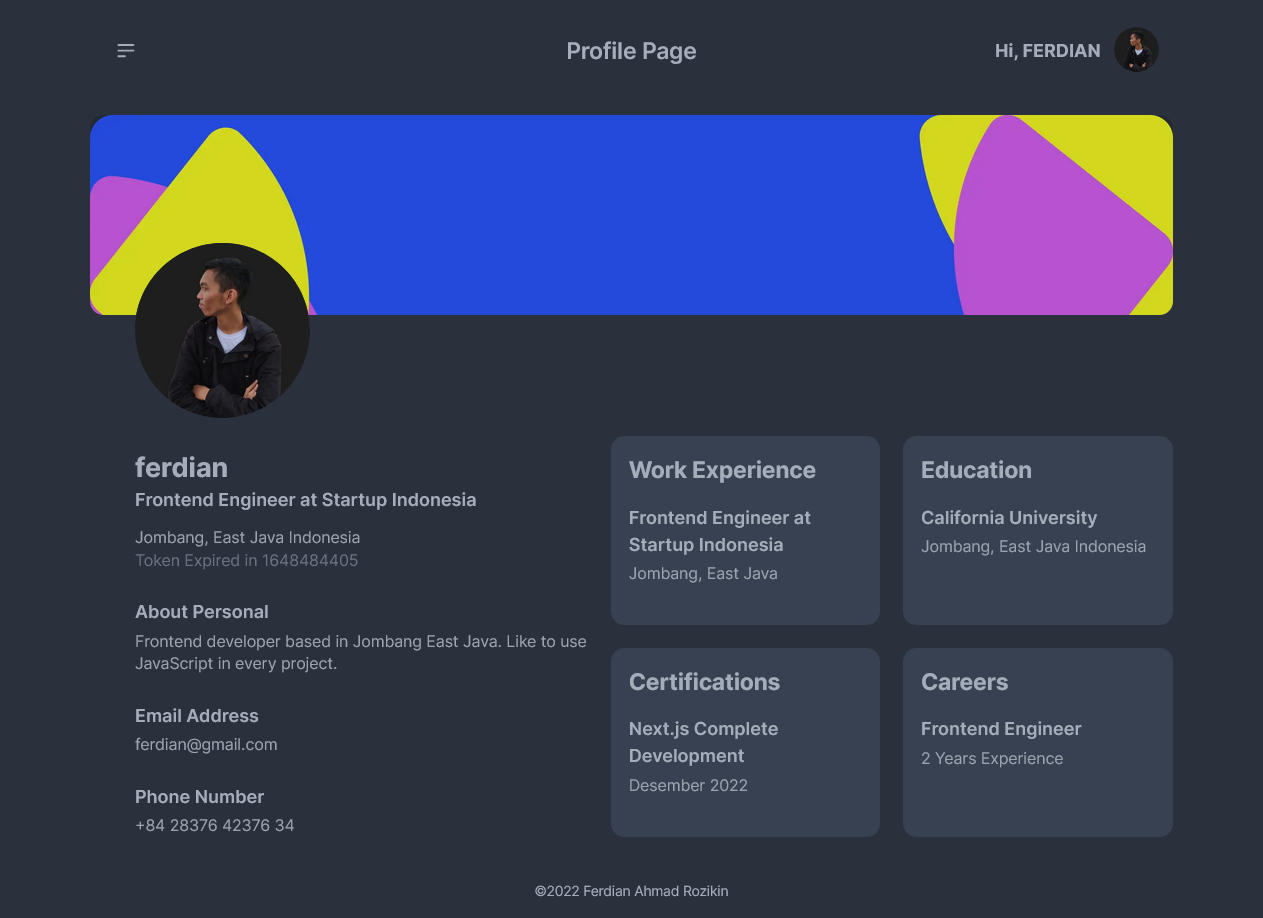 Profile Page
Hi, FERDIAN
ferdian
Frontend Engineer at Startup Indonesia
Jombang, East Java Indonesia
Token Expired in 1648484405
About Personal
Frontend developer based in Jombang East Java. Like to use
JavaScript in every project.
Email Address
ferdian@gmail.com
Phone Number
+84 28376 42376 34
Work Experience
Frontend Engineer at
Startup Indonesia
Jombang, East Java
Education
California University
Jombang, East Java Indonesia
Certifications
Next.js Complete
Development
Desember 2022
Careers
Frontend Engineer
2 Years Experience
©2022 Ferdian Ahmad Rozikin